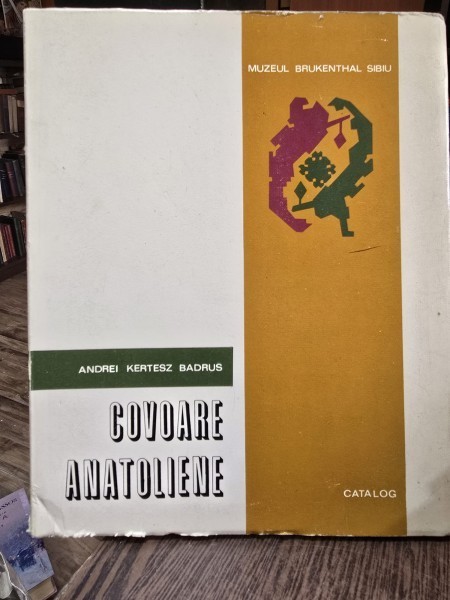 MUZEUL BRUKENTHAL SIBIU
ANDREI KERTESZ BADRUS
COVOARE
ANATOLIENE
CATALOG